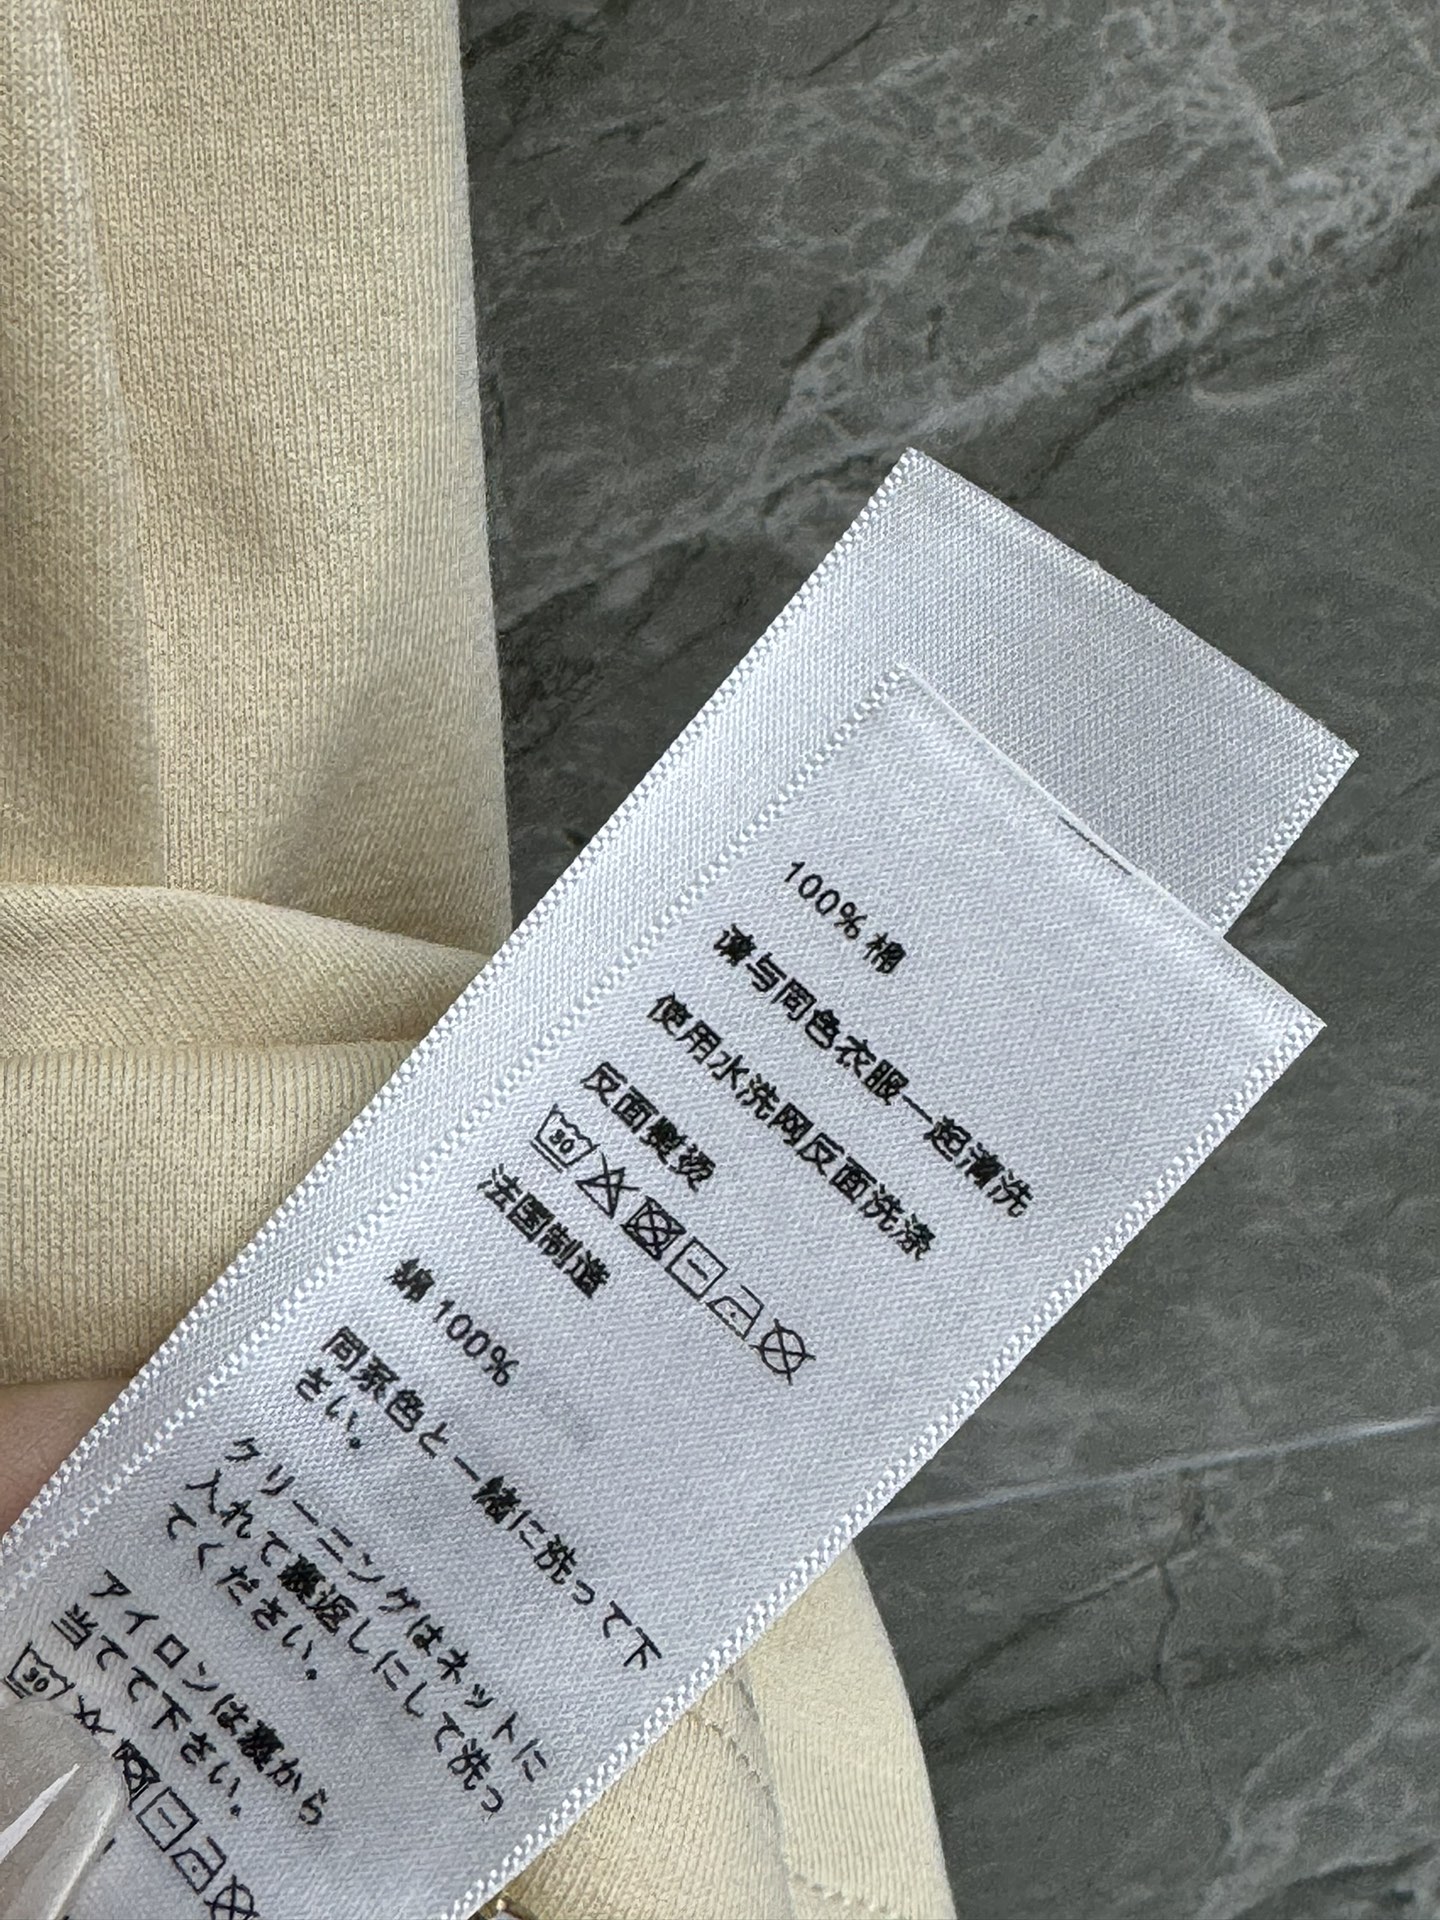 100% 棉
请与同色衣服一起清洗
使用水洗网反面洗涤
反面熨烫
30
法国制造
綿 100%
同系色と一緒に洗って下
さい。
クリーニングはネットに
入れて裏返しにして洗っ
てください。
アイロンは裏から
当てて下さい。
30